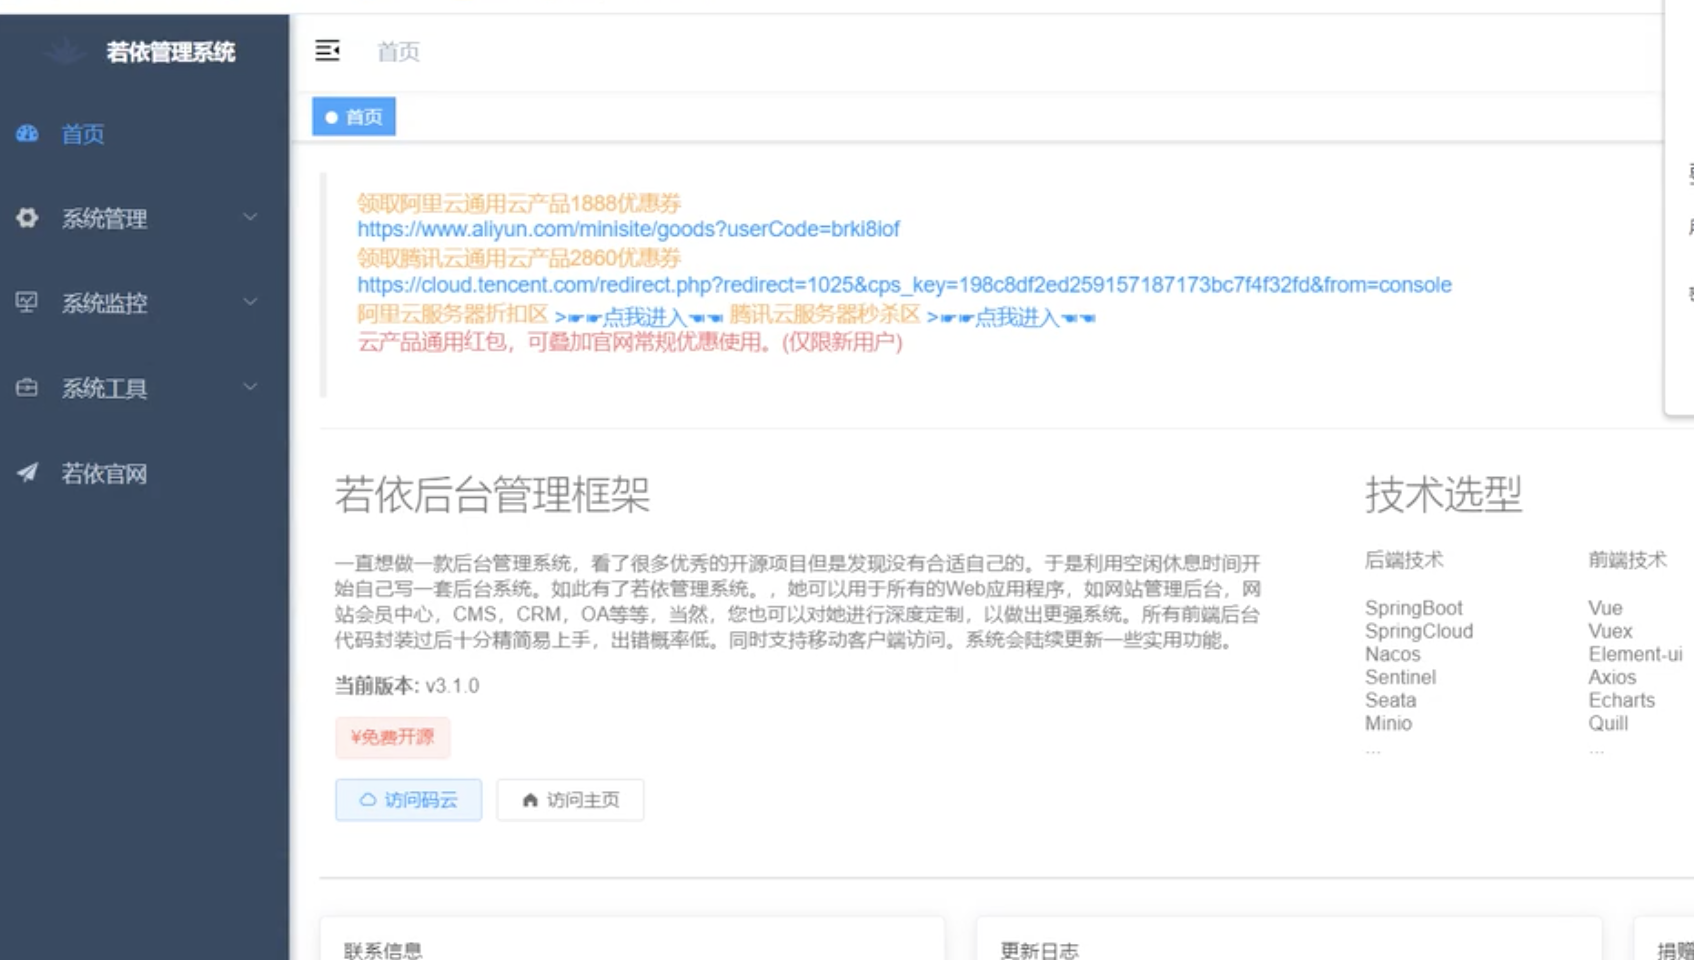 若依管理系统
首页
系统管理
系统监控
系统工具
若依官网
首页
首页
领取阿里云通用云产品1888优惠券
https://www.aliyun.com/minisite/goods?userCode=brki8iof
领取腾讯云通用云产品2860优惠券
https://cloud.tencent.com/redirect.php?redirect=1025&cps_key=198c8df2ed259157187173bc7f4f32fd&from=console
阿里云服务器折扣区 >☛☛点我进入☚☚ 腾讯云服务器秒杀区 >☛☛点我进入☚☚
云产品通用红包，可叠加官网常规优惠使用。(仅限新用户)
若依后台管理框架
一直想做一款后台管理系统，看了很多优秀的开源项目但是发现没有合适自己的。于是利用空闲休息时间开
始自己写一套后台系统。如此有了若依管理系统。，她可以用于所有的Web应用程序，如网站管理后台，网
站会员中心，CMS，CRM，OA等等，当然，您也可以对她进行深度定制，以做出更强系统。所有前端后台
代码封装过后十分精简易上手，出错概率低。同时支持移动客户端访问。系统会陆续更新一些实用功能。
当前版本: v3.1.0
¥免费开源
访问码云
访问主页
技术选型
后端技术
SpringBoot
SpringCloud
Nacos
Sentinel
Seata
Minio
...
前端技术
Vue
Vuex
Element-ui
Axios
Echarts
Quill
...
联系信息
更新日志
捐赠